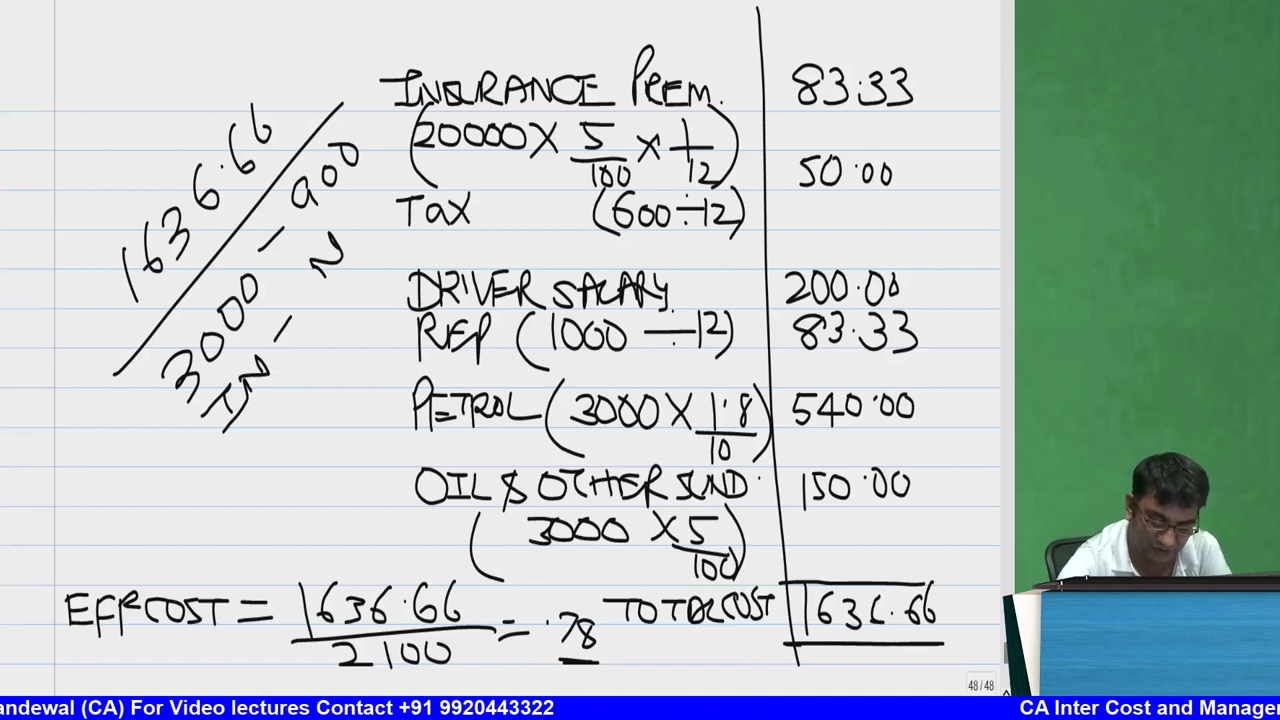 INSURANCE PREM. 83.33
(20000 X 5/100 X 1/12)
50.00
TAX (600 ÷ 12)
DRIVER SALARY 200.00
REP (1000 ÷ 12) 83.33
PETROL (3000 X 1.8/10) 540.00
OIL & OTHER SUND. 150.00
(3000 X 5/100)
EFF COST = 1636.66/2100 = .78 TOTAL COST 1636.66
1636.66
3000 - 900
48/48
andewal (CA) For Video lectures Contact +91 9920443322
CA Inter Cost and Manager